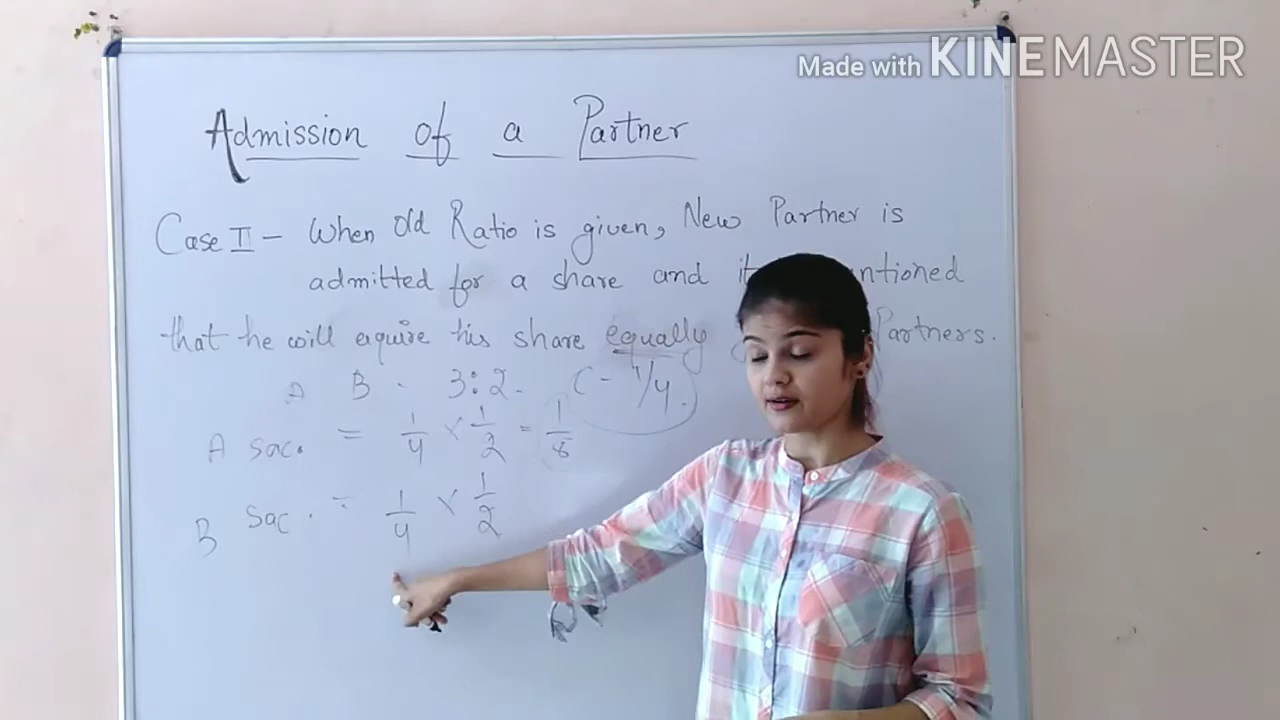 Made with KINEMASTER
Admission of a Partner
Case II - When Old Ratio is given, New Partner is
admitted for a share and
that he will aquire his share equally Partners.
A B 3:2. C - 1/4.
A sac. = 1/4 × 1/2 = 1/8
B sac. = 1/4 × 1/2